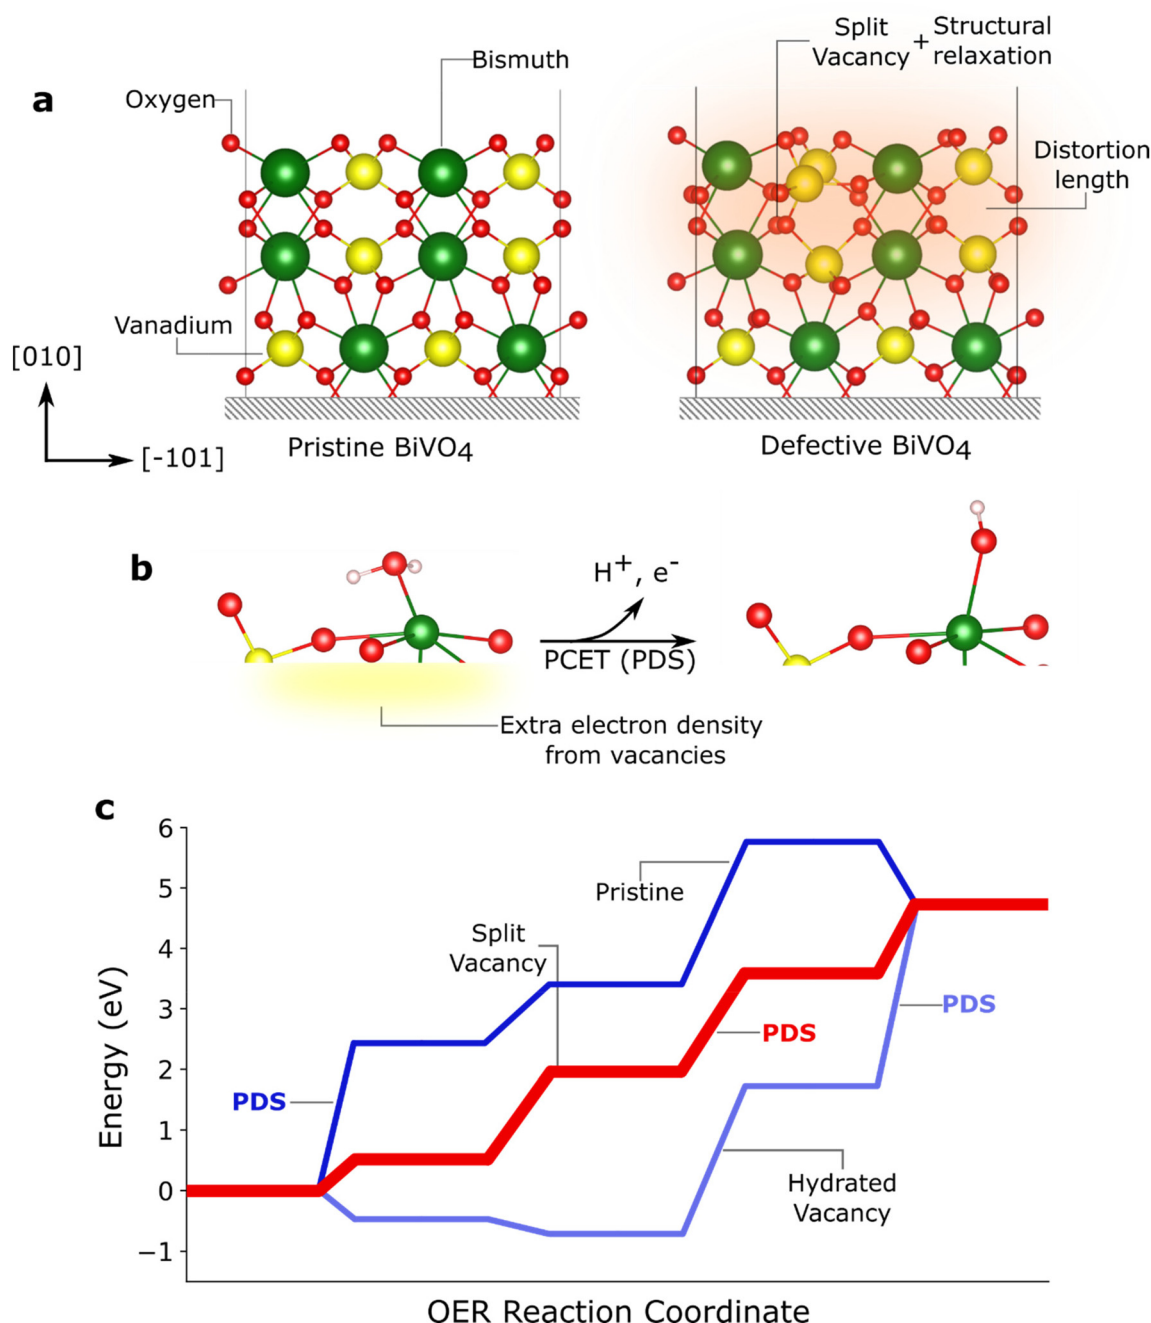 a
Oxygen
Bismuth
Vanadium
[010]
[-101]
Pristine BiVO4
Split
Vacancy
+
Structural
relaxation
Distortion
length
Defective BiVO4
b
H+, e-
PCET (PDS)
Extra electron density
from vacancies
c
Energy (eV)
6
5
4
3
2
1
0
−1
Pristine
Split
Vacancy
PDS
PDS
PDS
Hydrated
Vacancy
OER Reaction Coordinate